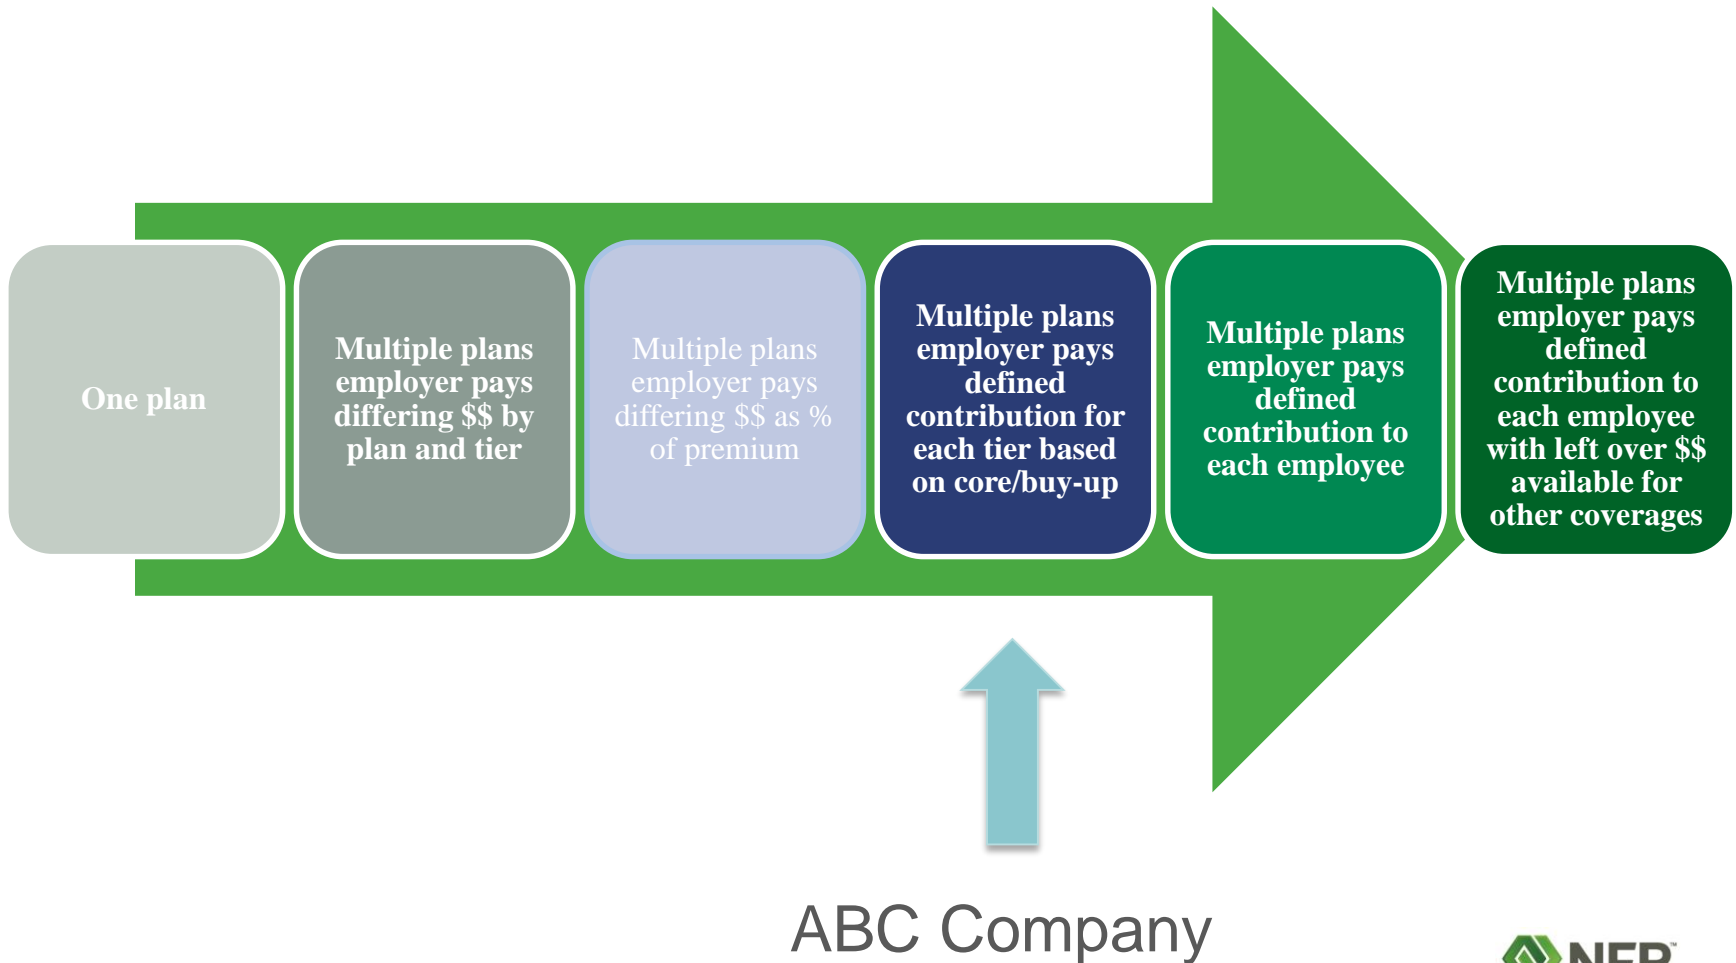 One plan
Multiple plans
employer pays
differing $$ by
plan and tier
Multiple plans
employer pays
differing $$ as %
of premium
Multiple plans
employer pays
defined
contribution for
each tier based
on core/buy-up
Multiple plans
employer pays
defined
contribution to
each employee
Multiple plans
employer pays
defined
contribution to
each employee
with left over $$
available for
other coverages
ABC Company
NFP™